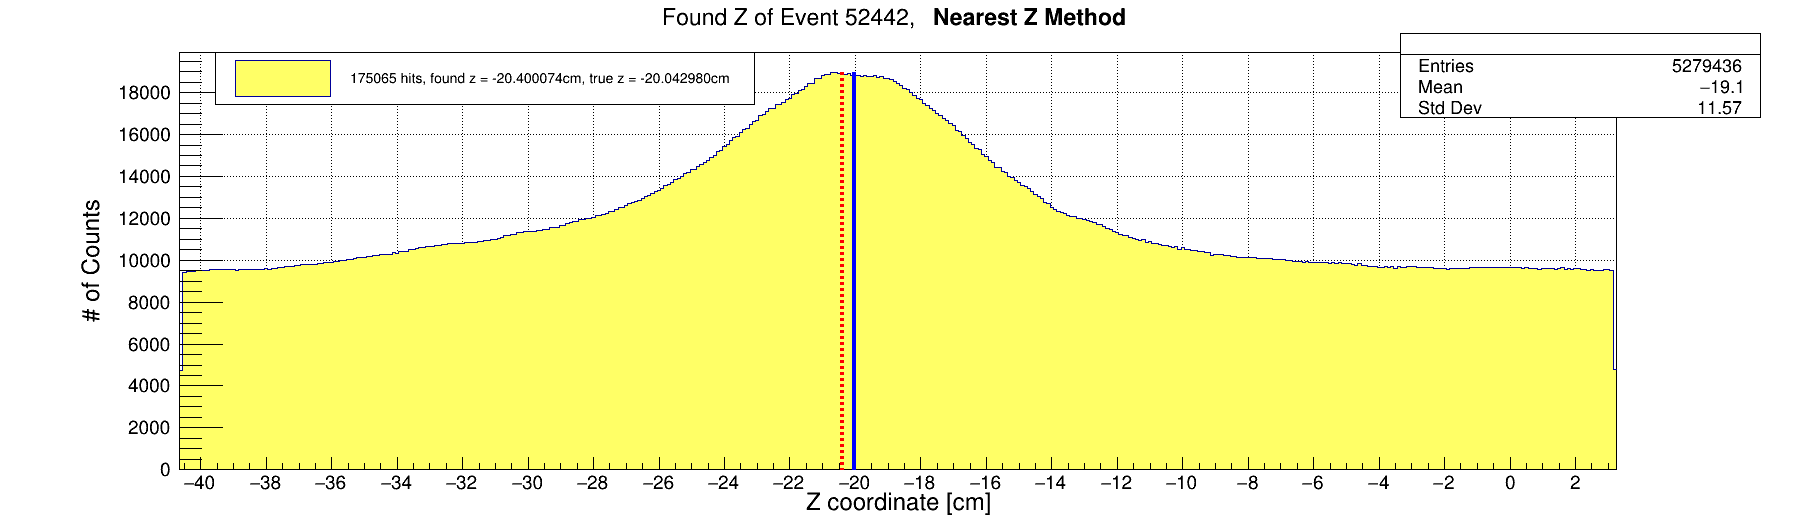 Found Z of Event 52442, Nearest Z Method
175065 hits, found z = -20.400074cm, true z = -20.042980cm
Entries 5279436
Mean −19.1
Std Dev 11.57
# of Counts
18000
16000
14000
12000
10000
8000
6000
4000
2000
0
−40 −38 −36 −34 −32 −30 −28 −26 −24 −22 −20 −18 −16 −14 −12 −10 −8 −6 −4 −2 0 2
Z coordinate [cm]